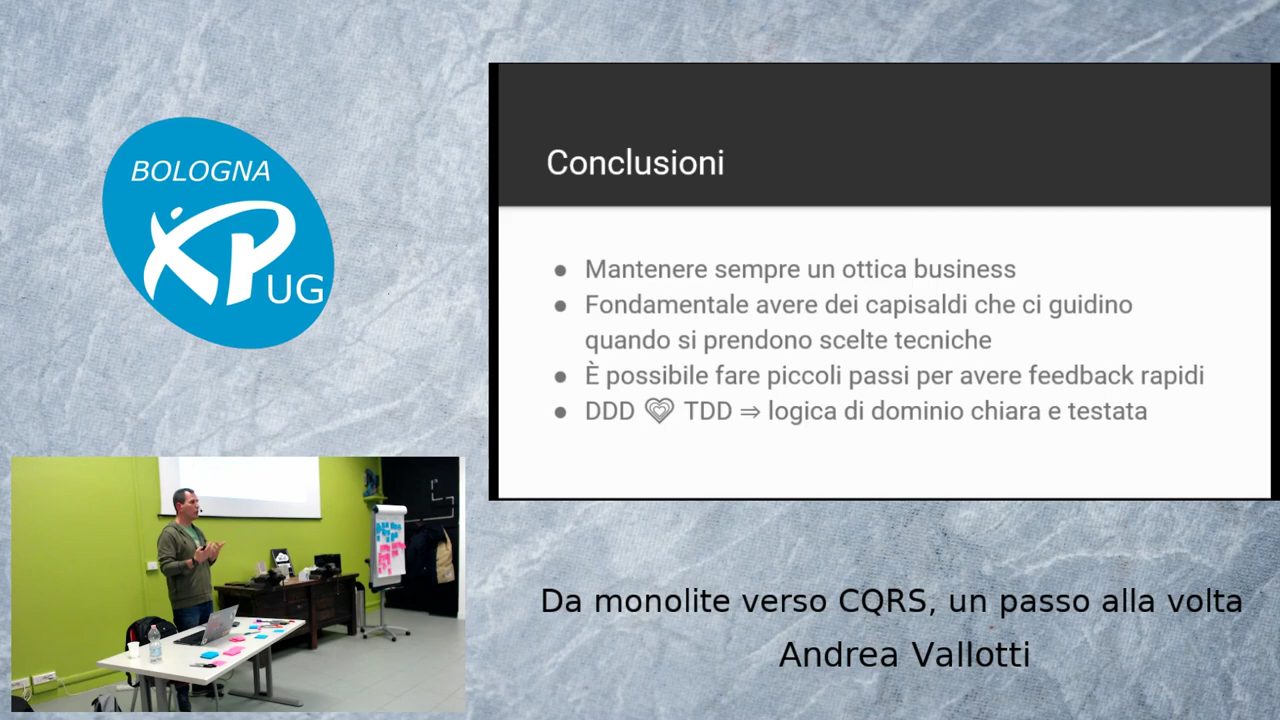 BOLOGNA
XP
UG
Conclusioni
● Mantenere sempre un ottica business
● Fondamentale avere dei capisaldi che ci guidino
quando si prendono scelte tecniche
● È possibile fare piccoli passi per avere feedback rapidi
● DDD 💗 TDD ⇒ logica di dominio chiara e testata
Da monolite verso CQRS, un passo alla volta
Andrea Vallotti